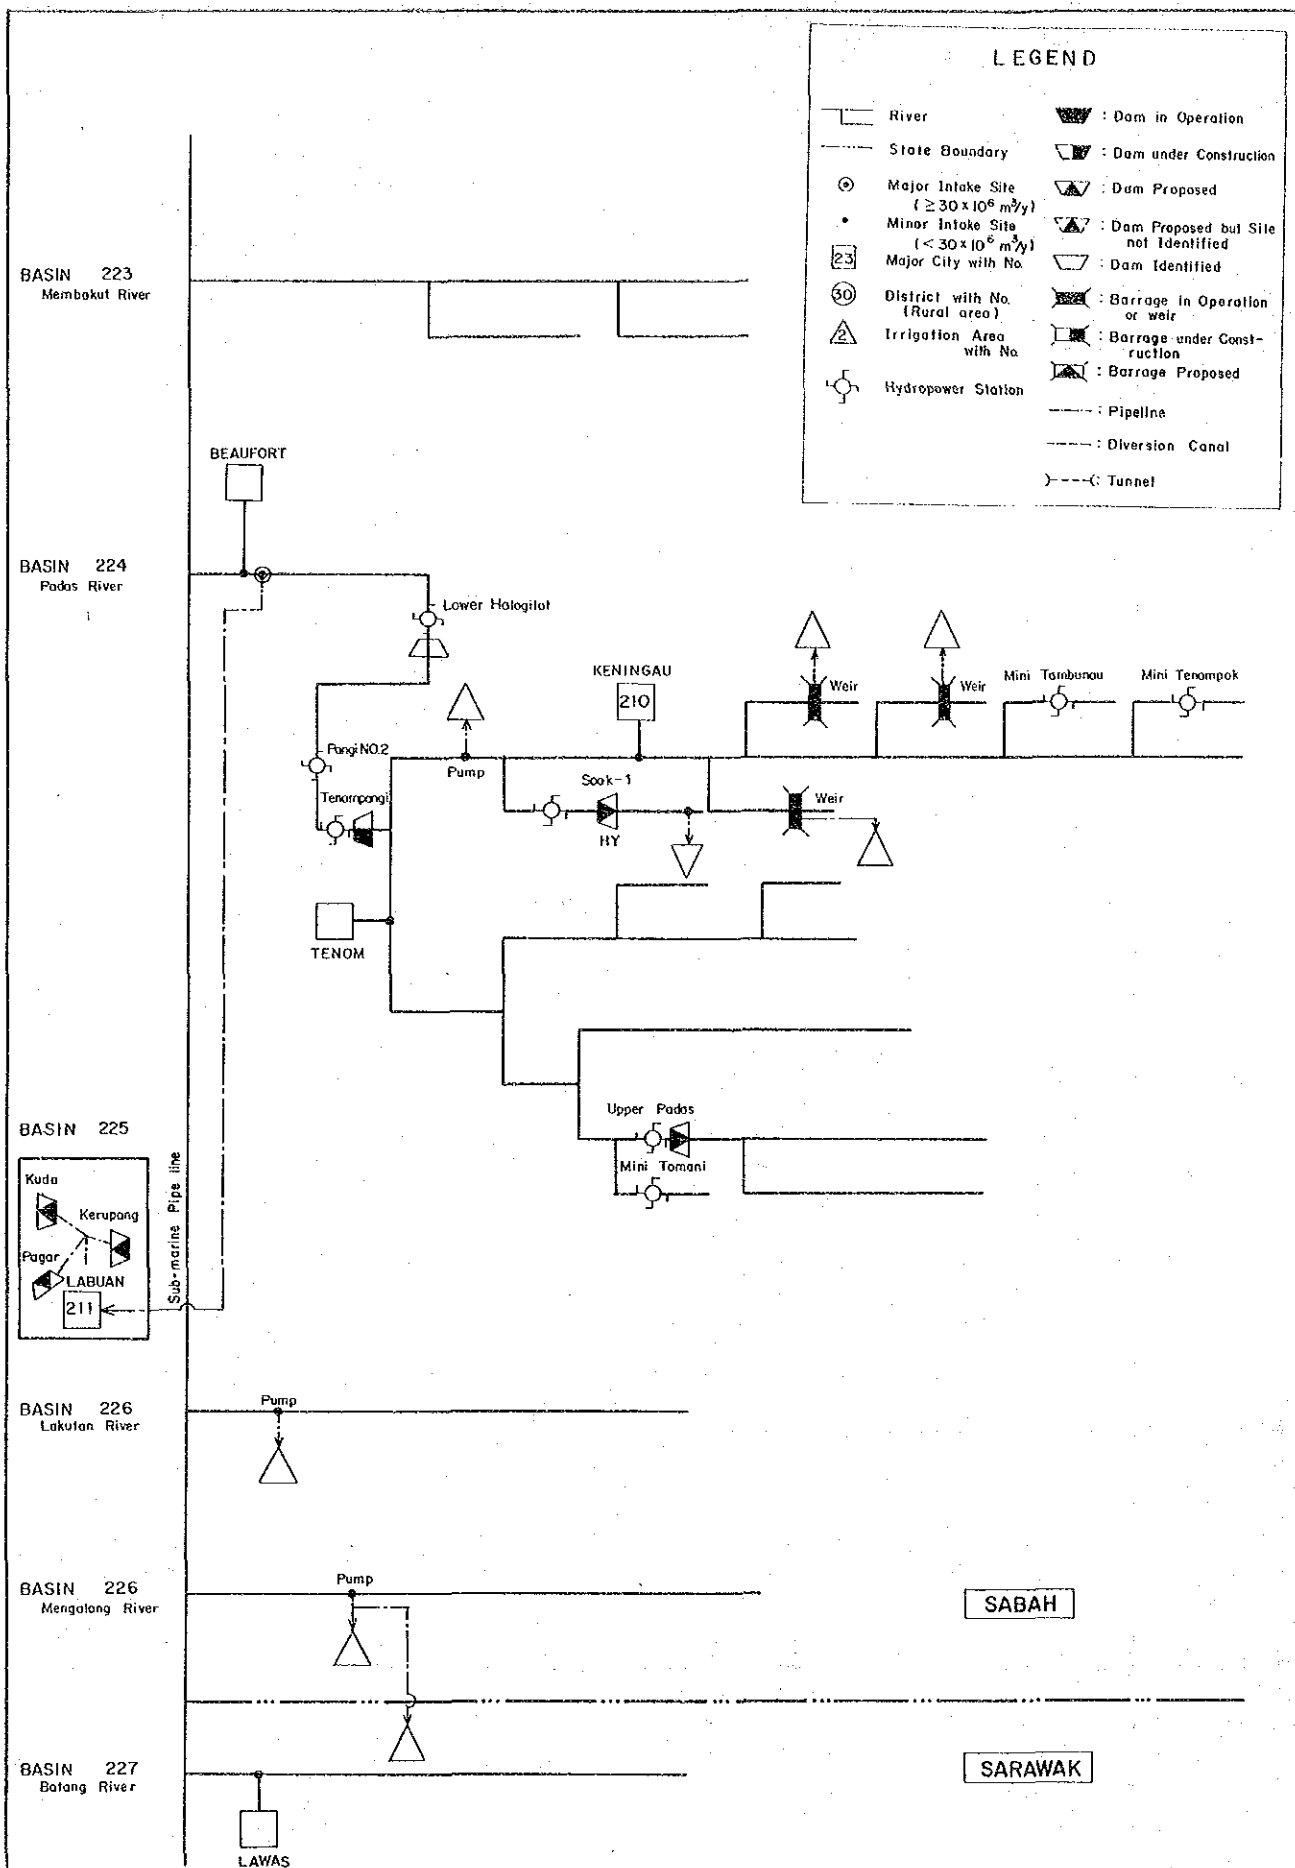 LEGEND
River
State Boundary
Major Intake Site
(≥30 x 10⁶ m³/y)
Minor Intake Site
(<30 x 10⁶ m³/y)
23
Major City with No.
30
District with No.
(Rural area)
2
Irrigation Area
with No.
Hydropower Station
: Dam in Operation
: Dam under Construction
: Dam Proposed
: Dam Proposed but Site
not Identified
: Dam Identified
: Barrage in Operation
or weir
: Barrage under Const-
ruction
: Barrage Proposed
: Pipeline
: Diversion Canal
: Tunnel
BASIN 223
Membakut River
BEAUFORT
BASIN 224
Padas River
Lower Halogilat
KENINGAU
210
Weir
Weir
Mini Tambunau
Mini Tenompok
Pangi NO.2
Pump
Tenompangi
Sook-1
HY
Weir
TENOM
Upper Padas
Mini Tomani
BASIN 225
Kuda
Kerupang
Pagar
LABUAN
211
Sub-marine Pipe line
BASIN 226
Lakutan River
Pump
BASIN 226
Mengalong River
Pump
SABAH
BASIN 227
Batang River
SARAWAK
LAWAS